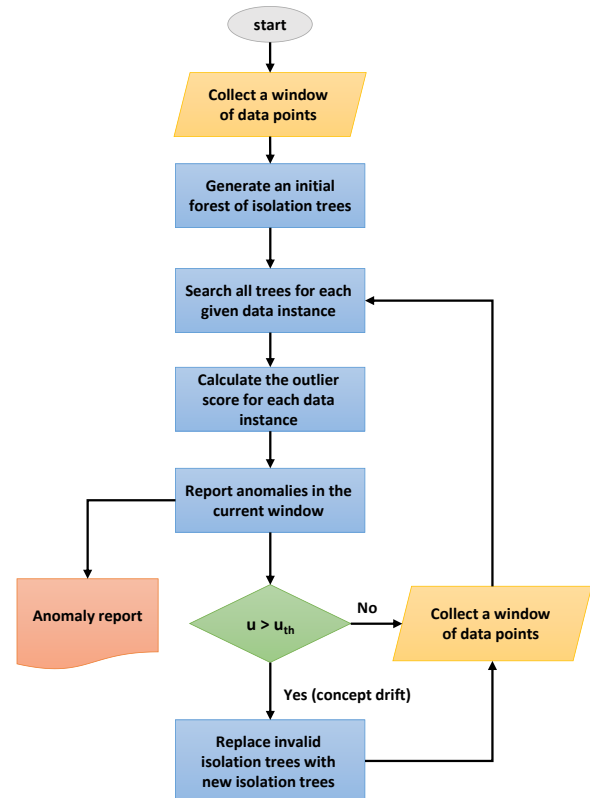 start
Collect a window
of data points
Generate an initial
forest of isolation trees
Search all trees for each
given data instance
Calculate the outlier
score for each data
instance
Report anomalies in the
current window
Anomaly report
u > uth
No
Collect a window
of data points
Yes (concept drift)
Replace invalid
isolation trees with
new isolation trees